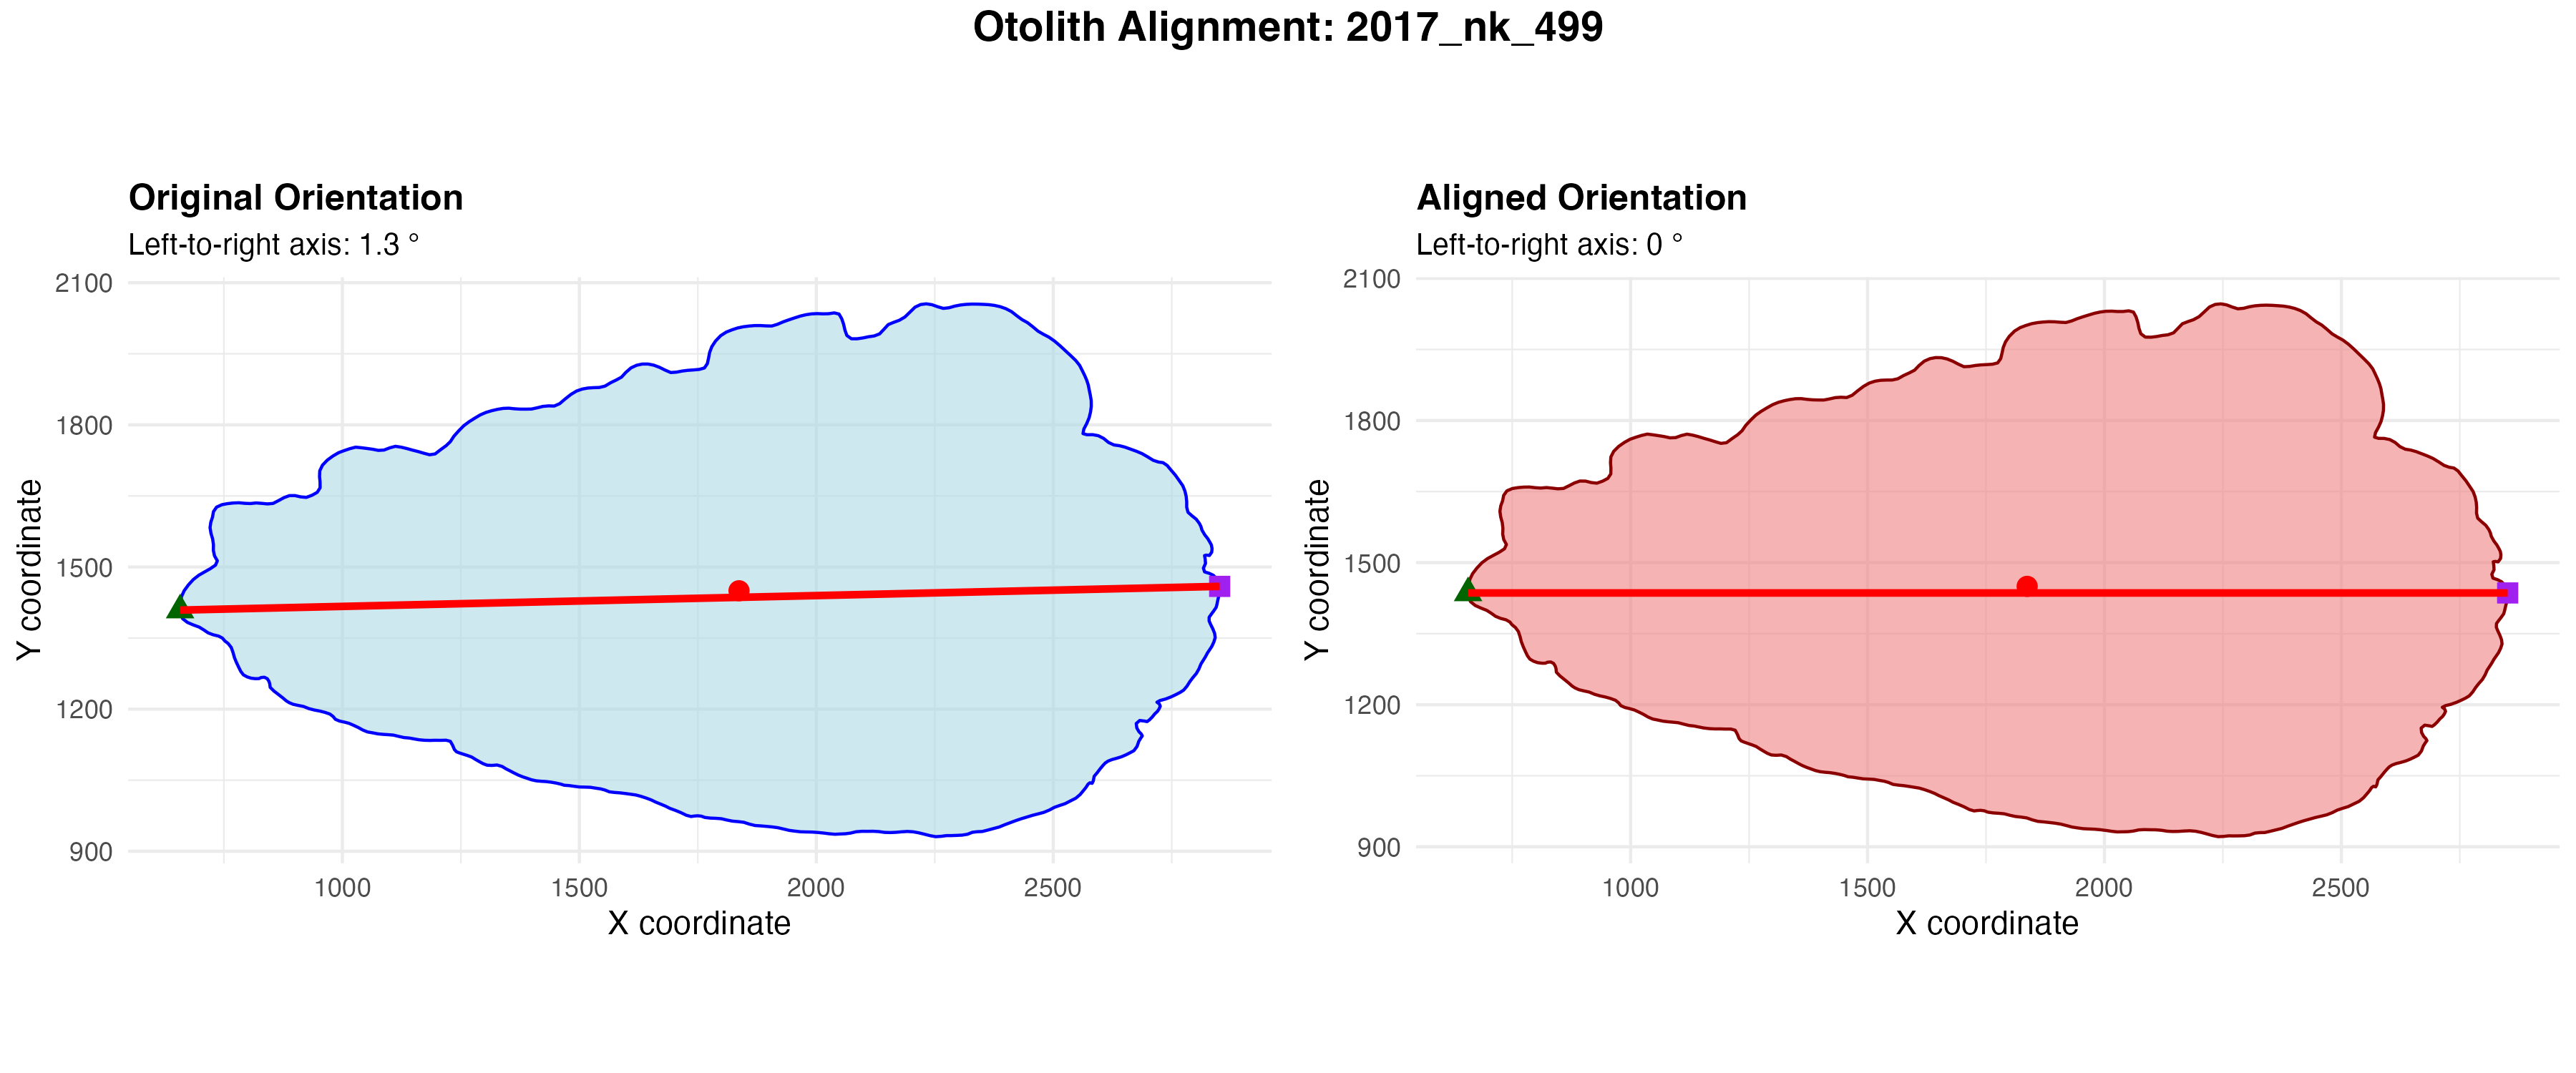 Otolith Alignment: 2017_nk_499
Original Orientation
Left-to-right axis: 1.3 °
2100
1800
1500
1200
900
Y coordinate
1000 1500 2000 2500
X coordinate
Aligned Orientation
Left-to-right axis: 0 °
2100
1800
1500
1200
900
Y coordinate
1000 1500 2000 2500
X coordinate